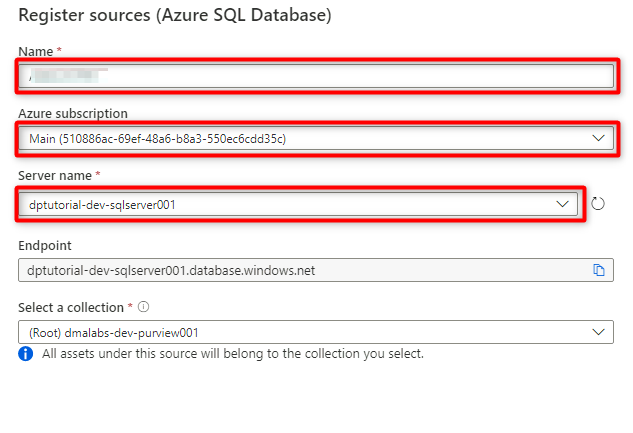 Register sources (Azure SQL Database)
Name *
Azure subscription
Main (510886ac-69ef-48a6-b8a3-550ec6cdd35c)
Server name *
dptutorial-dev-sqlserver001
Endpoint
dptutorial-dev-sqlserver001.database.windows.net
Select a collection *
(Root) dmalabs-dev-purview001
All assets under this source will belong to the collection you select.